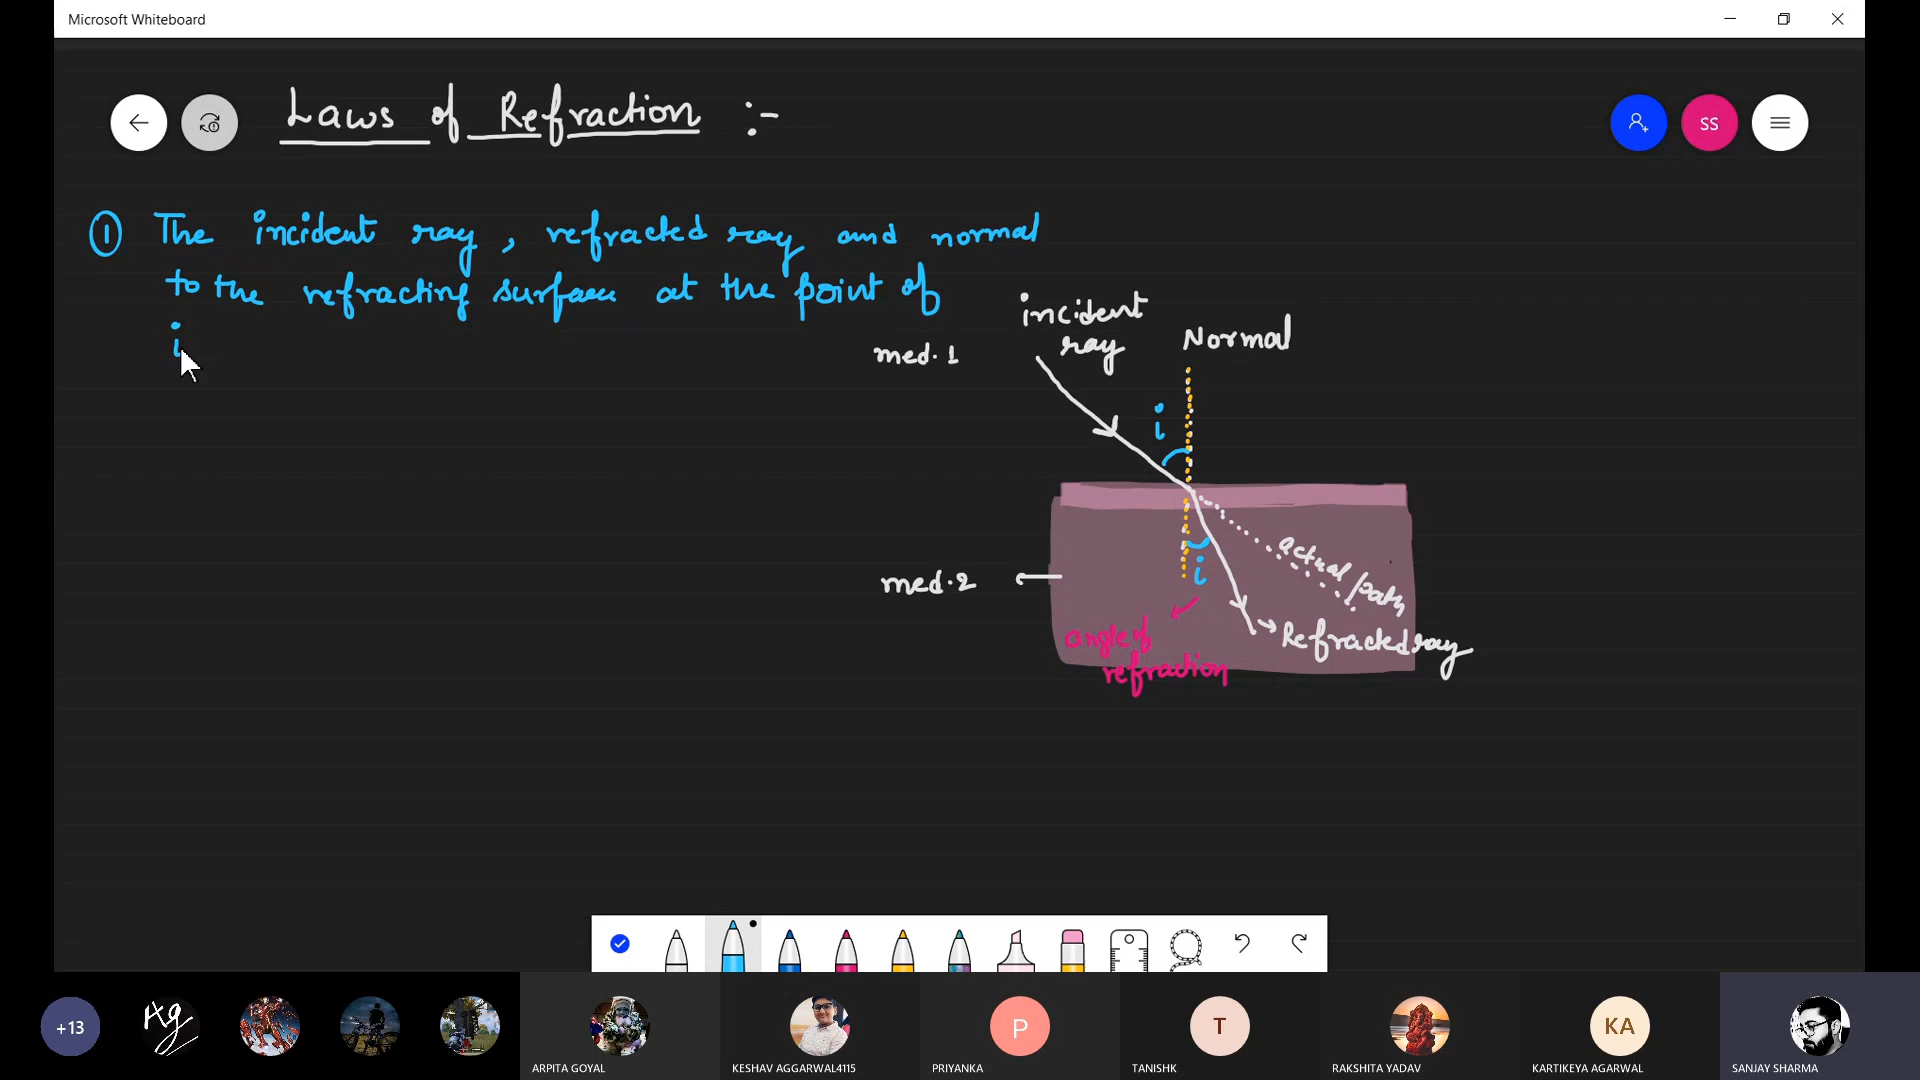 Microsoft Whiteboard
Laws of Refraction :-
SS
① The incident ray, refracted ray and normal
to the refracting surface at the point of
i
incident
ray
Normal
med. 1
i
med. 2
i
actual path
Refracted ray
angle of
refraction
+13
Ag
P
T
KA
ARPITA GOYAL
KESHAV AGGARWAL4115
PRIYANKA
TANISHK
RAKSHITA YADAV
KARTIKEYA AGARWAL
SANJAY SHARMA